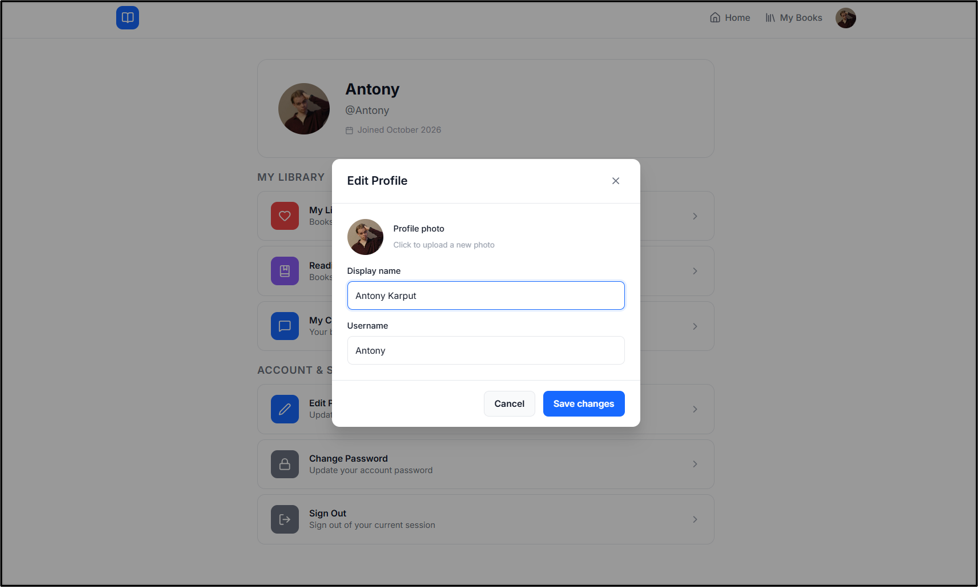 Home
My Books
Antony
@Antony
Joined October 2026
MY LIBRARY
My Li
Books
Read
Books
My C
Your b
ACCOUNT & S
Edit P
Updat
Change Password
Update your account password
Sign Out
Sign out of your current session
Edit Profile
Profile photo
Click to upload a new photo
Display name
Antony Karput
Username
Antony
Cancel
Save changes